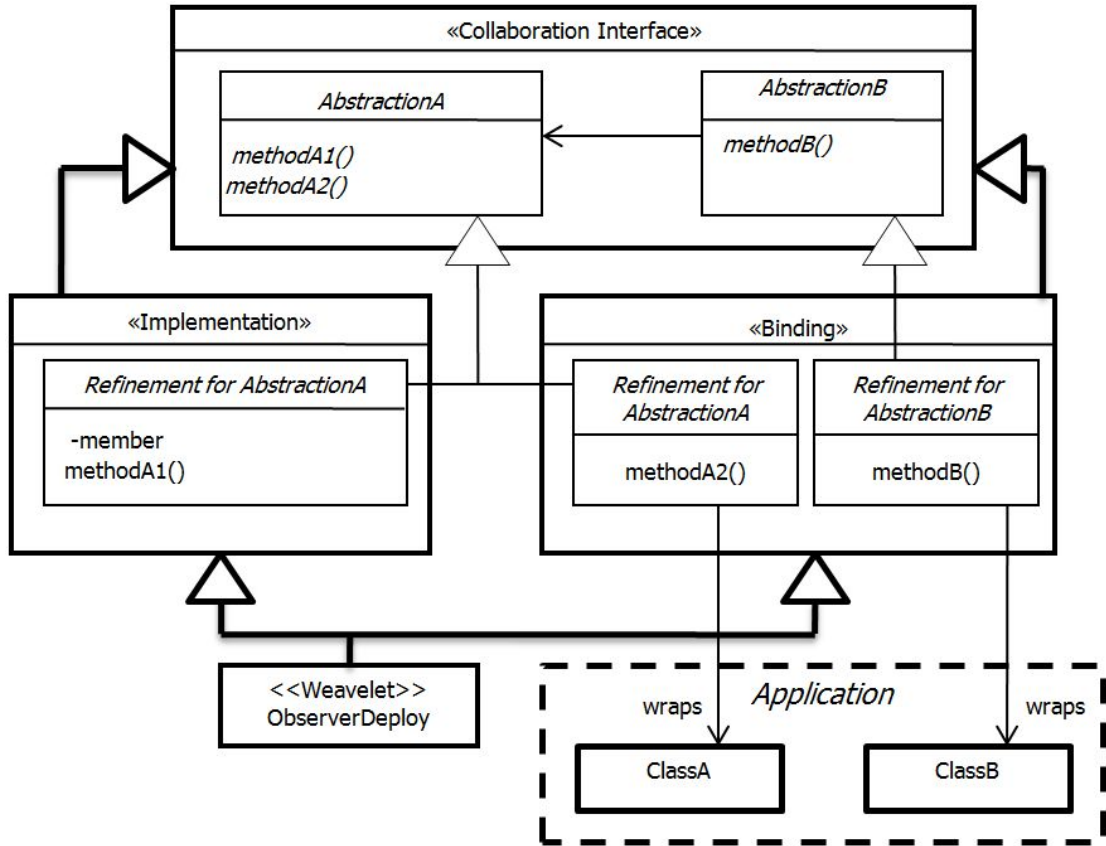 «Collaboration Interface»
AbstractionA
methodA1()
methodA2()
AbstractionB
methodB()
«Implementation»
Refinement for AbstractionA
-member
methodA1()
«Binding»
Refinement for
AbstractionA
methodA2()
Refinement for
AbstractionB
methodB()
<<Weavelet>>
ObserverDeploy
Application
wraps
wraps
ClassA
ClassB